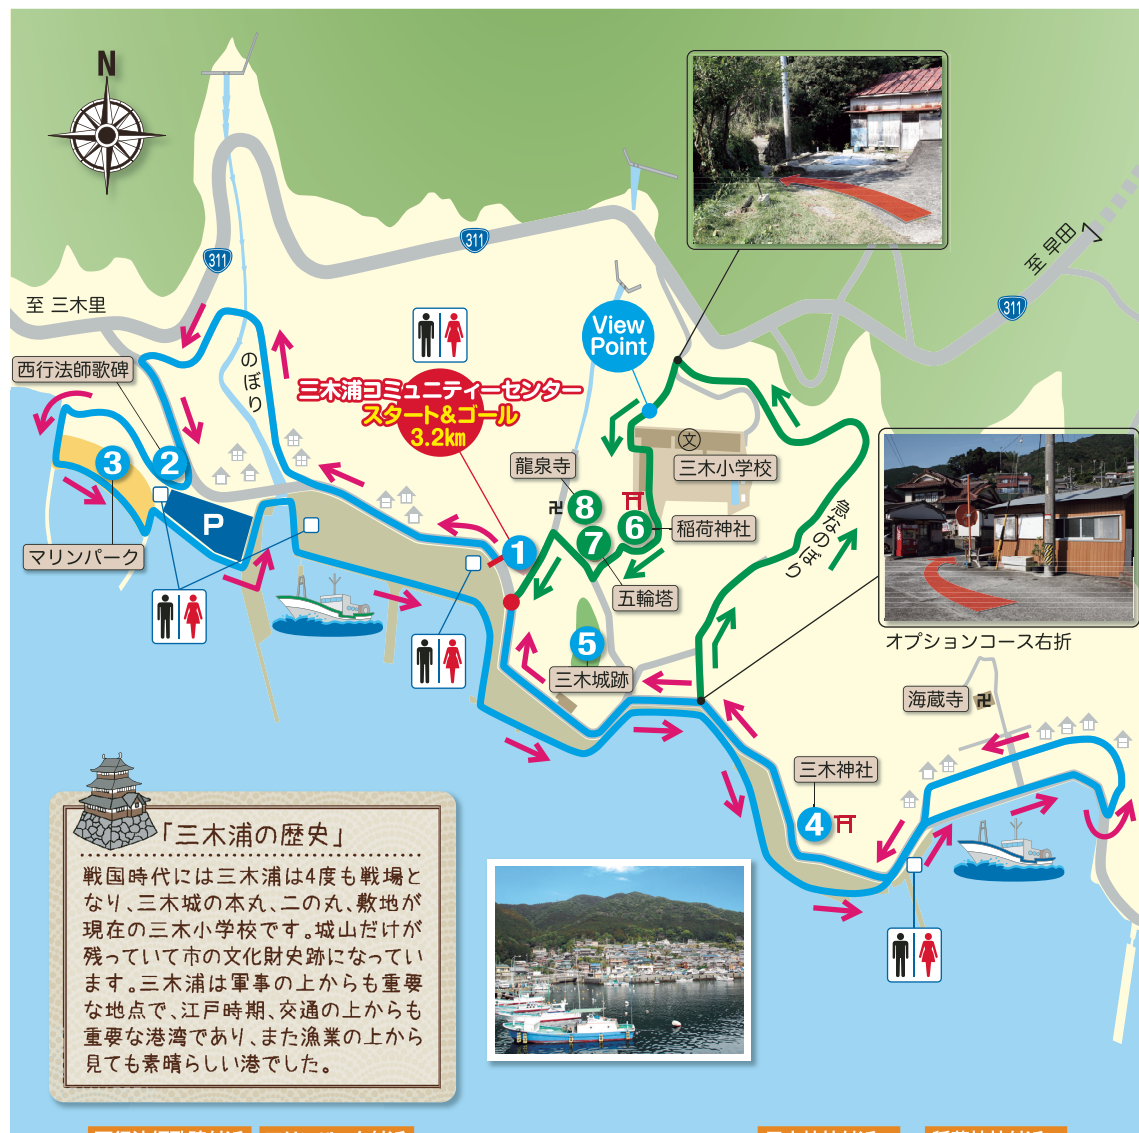 N
311
311
至 早田
311
至 三木里
View
Point
西行法師歌碑
のぼり
三木浦コミュニティーセンター
スタート&ゴール
3.2km
文
三木小学校
龍泉寺
3
2
8
6
稲荷神社
急なのぼり
P
マリンパーク
1
7
五輪塔
5
三木城跡
オプションコース右折
海蔵寺
三木神社
4
「三木浦の歴史」
戦国時代には三木浦は4度も戦場と
なり、三木城の本丸、二の丸、敷地が
現在の三木小学校です。城山だけが
残っていて市の文化財史跡になってい
ます。三木浦は軍事の上からも重要
な地点で、江戸時期、交通の上からも
重要な港湾であり、また漁業の上から
見ても素晴らしい港でした。